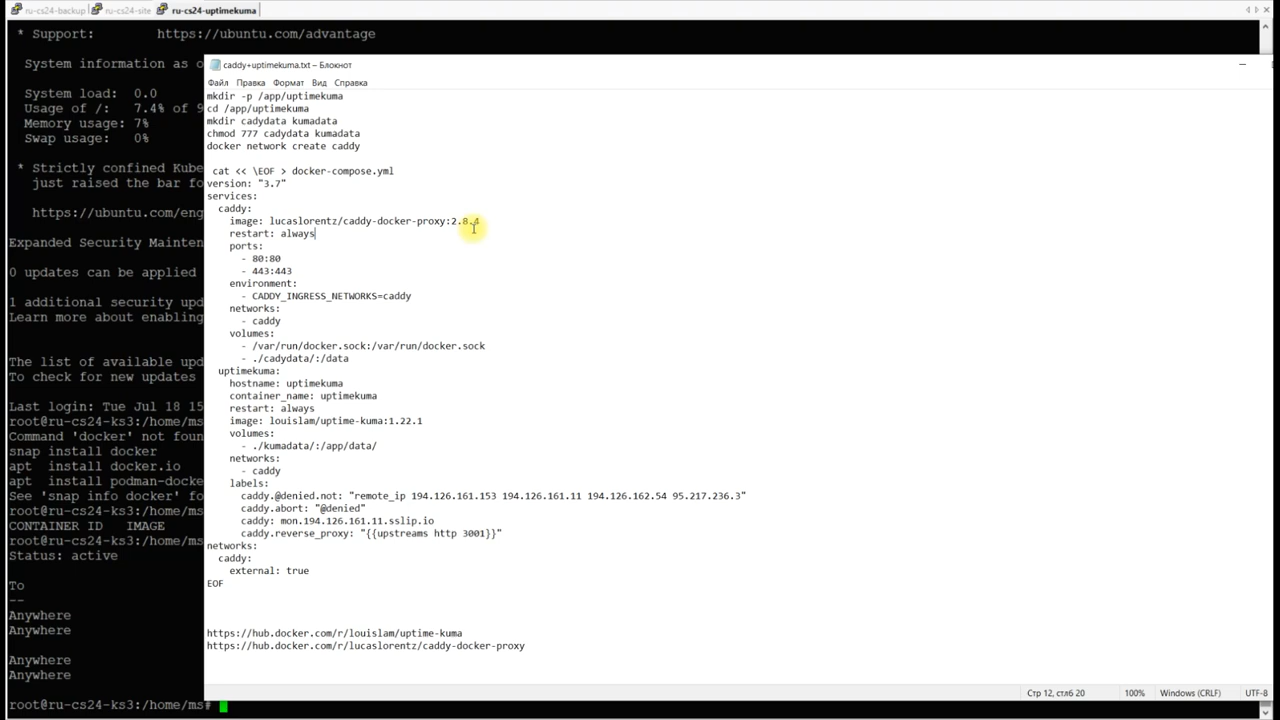 ru-cs24-backup ru-cs24-site ru-cs24-uptimekuma
* Support: https://ubuntu.com/advantage
System information as o
System load: 0.0
Usage of /: 7.4% of 9
Memory usage: 7%
Swap usage: 0%
* Strictly confined Kube
just raised the bar fo
https://ubuntu.com/eng
Expanded Security Mainten
0 updates can be applied
1 additional security upd
Learn more about enabling
The list of available upd
To check for new updates
Last login: Tue Jul 18 15
root@ru-cs24-ks3:/home/ms
Command 'docker' not foun
snap install docker
apt install docker.io
apt install podman-docke
See 'snap info docker' fo
root@ru-cs24-ks3:/home/ms
CONTAINER ID IMAGE
root@ru-cs24-ks3:/home/ms
Status: active
To
--
Anywhere
Anywhere
Anywhere
Anywhere
root@ru-cs24-ks3:/home/ms#
caddy+uptimekuma.txt – Блокнот
Файл Правка Формат Вид Справка
mkdir -p /app/uptimekuma
cd /app/uptimekuma
mkdir cadydata kumadata
chmod 777 cadydata kumadata
docker network create caddy
cat << \EOF > docker-compose.yml
version: "3.7"
services:
caddy:
image: lucaslorentz/caddy-docker-proxy:2.8.4
restart: always
ports:
- 80:80
- 443:443
environment:
- CADDY_INGRESS_NETWORKS=caddy
networks:
- caddy
volumes:
- /var/run/docker.sock:/var/run/docker.sock
- ./cadydata/:/data
uptimekuma:
hostname: uptimekuma
container_name: uptimekuma
restart: always
image: louislam/uptime-kuma:1.22.1
volumes:
- ./kumadata/:/app/data/
networks:
- caddy
labels:
caddy.@denied.not: "remote_ip 194.126.161.153 194.126.161.11 194.126.162.54 95.217.236.3"
caddy.abort: "@denied"
caddy: mon.194.126.161.11.sslip.io
caddy.reverse_proxy: "{{upstreams http 3001}}"
networks:
caddy:
external: true
EOF
https://hub.docker.com/r/louislam/uptime-kuma
https://hub.docker.com/r/lucaslorentz/caddy-docker-proxy
Стр 12, стлб 20 100% Windows (CRLF) UTF-8